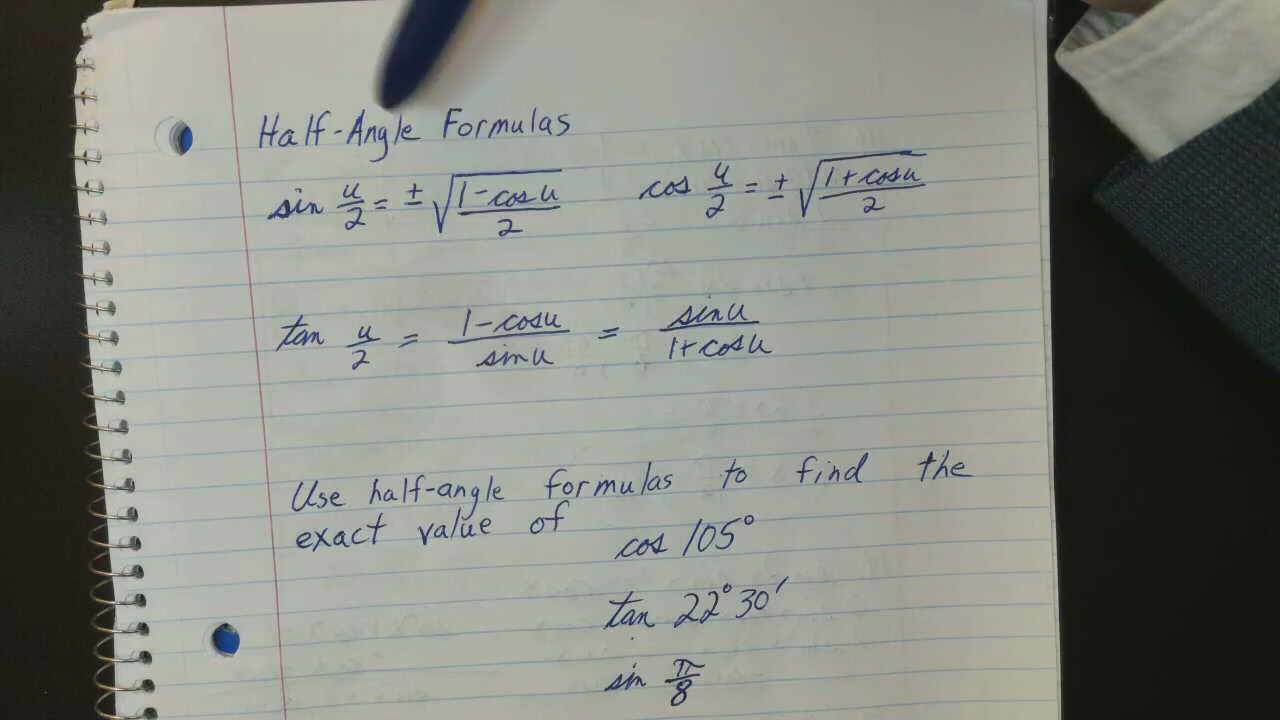 Half-Angle Formulas
sin u/2 = ± √((1-cos u)/2)    cos u/2 = ± √((1+cos u)/2)
tan u/2 = (1-cos u)/(sin u) = (sin u)/(1+cos u)
Use half-angle formulas to find the
exact value of
cos 105°
tan 22°30′
sin π/8